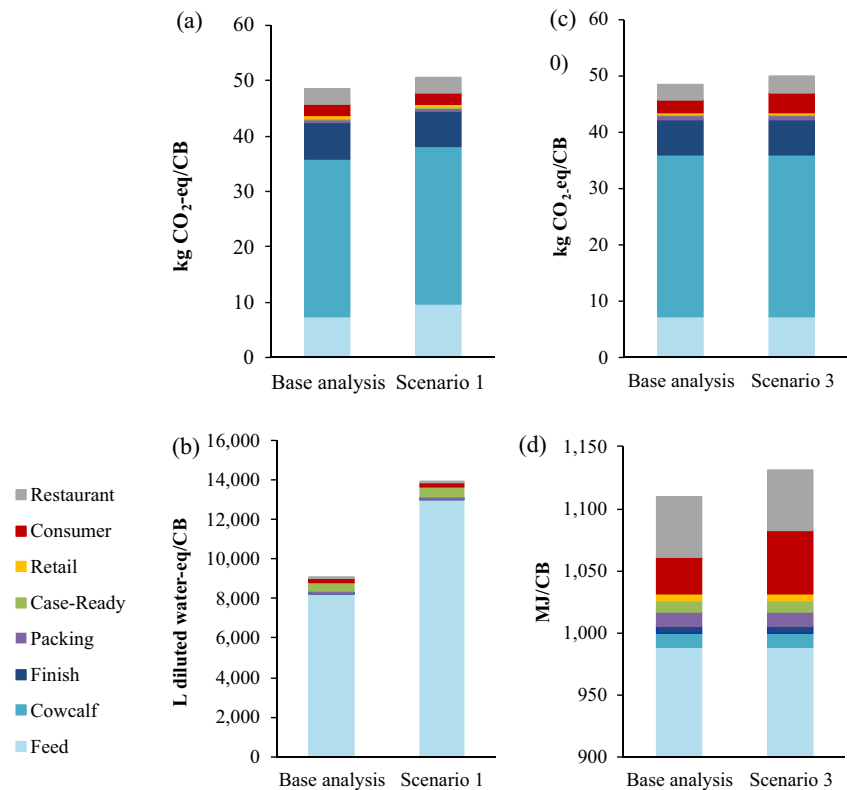 (a)
60
50
40
30
20
10
0
kg CO₂-eq/CB
Base analysis Scenario 1
(c)
0)
60
50
40
30
20
10
0
kg CO₂-eq/CB
Base analysis Scenario 3
Restaurant
Consumer
Retail
Case-Ready
Packing
Finish
Cowcalf
Feed
(b)
16,000
14,000
12,000
10,000
8,000
6,000
4,000
2,000
0
L diluted water-eq/CB
Base analysis Scenario 1
(d)
1,150
1,100
1,050
1,000
950
900
MJ/CB
Base analysis Scenario 3